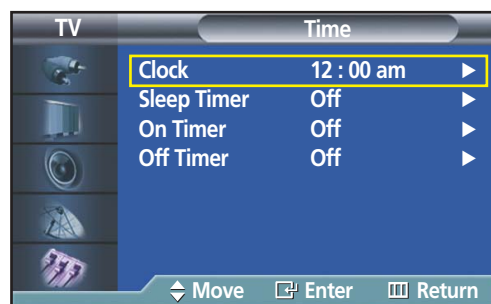 TV Time
Clock 12 : 00 am
Sleep Timer Off
On Timer Off
Off Timer Off
Move Enter Return